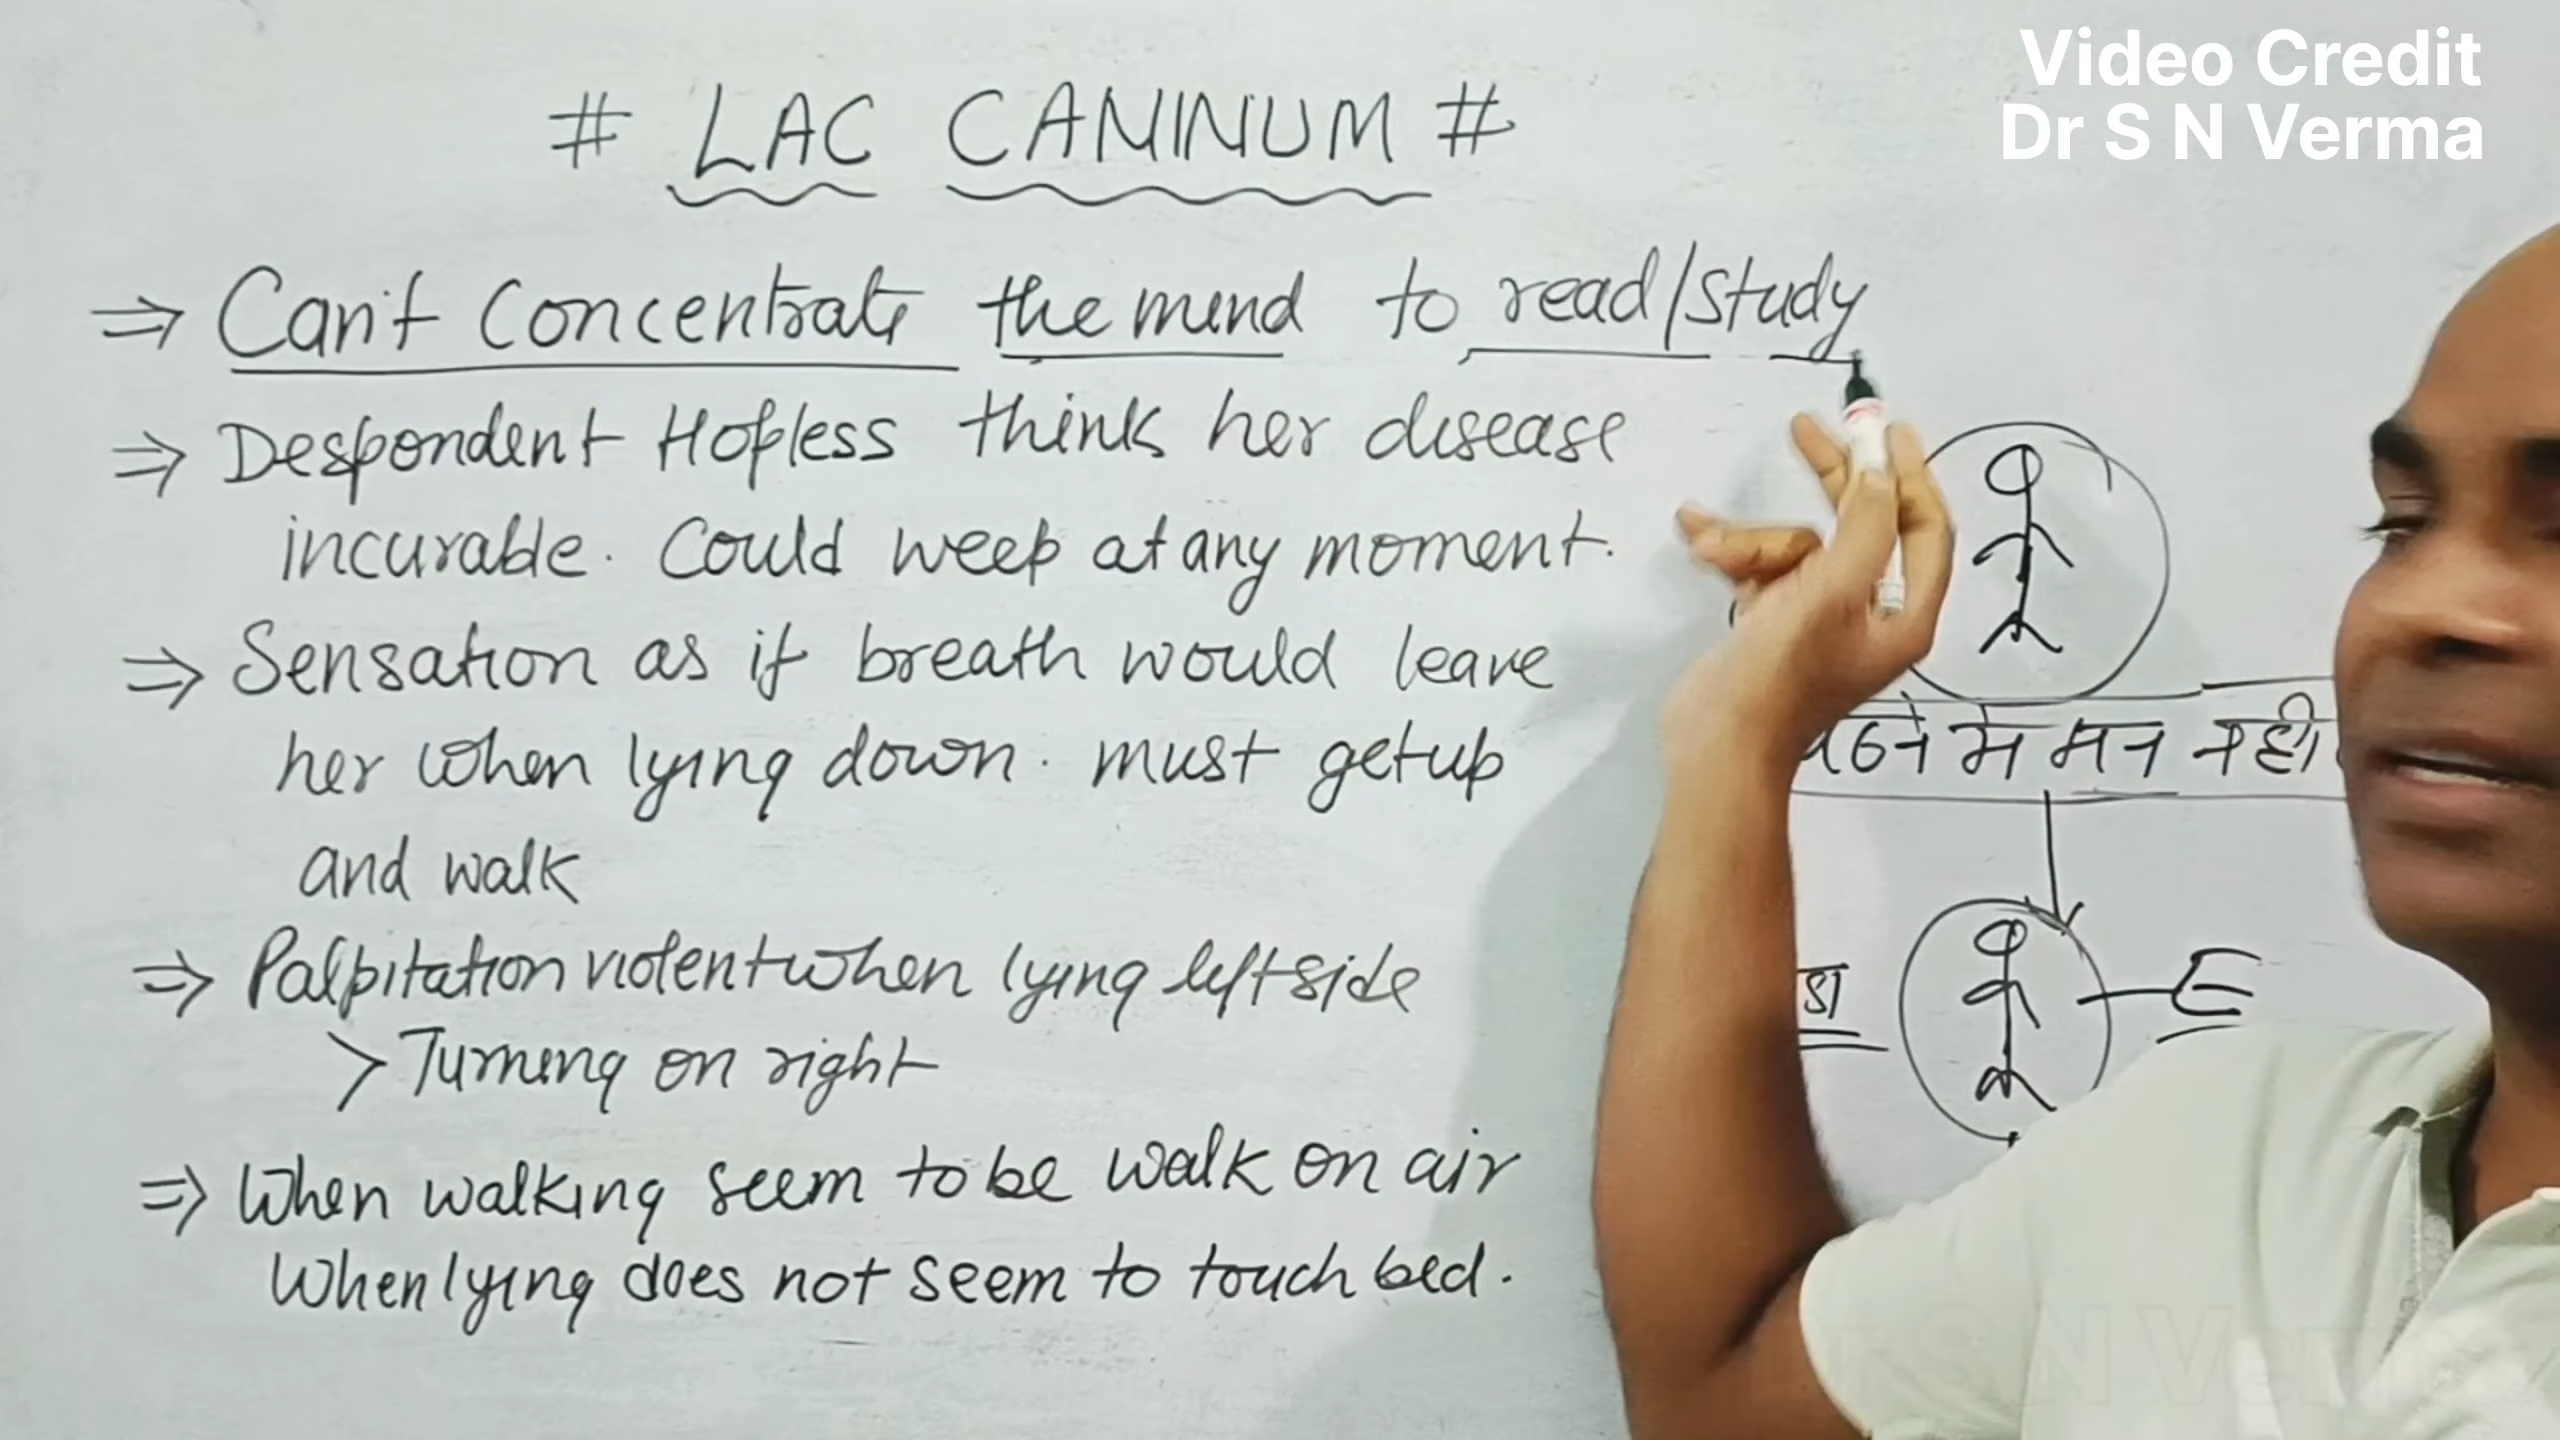 Video Credit
Dr S N Verma
# LAC CANINUM #
⇒ Can't Concentrate the mind to read/study
⇒ Despondent Hopless think her disease
incurable. Could weep at any moment.
⇒ Sensation as if breath would leave
her when lying down. must getup
and walk
⇒ Palpitation violent when lying left side
> Turning on right
⇒ When walking seem to be walk on air
When lying does not seem to touch bed.
पढने मे मन नही
E